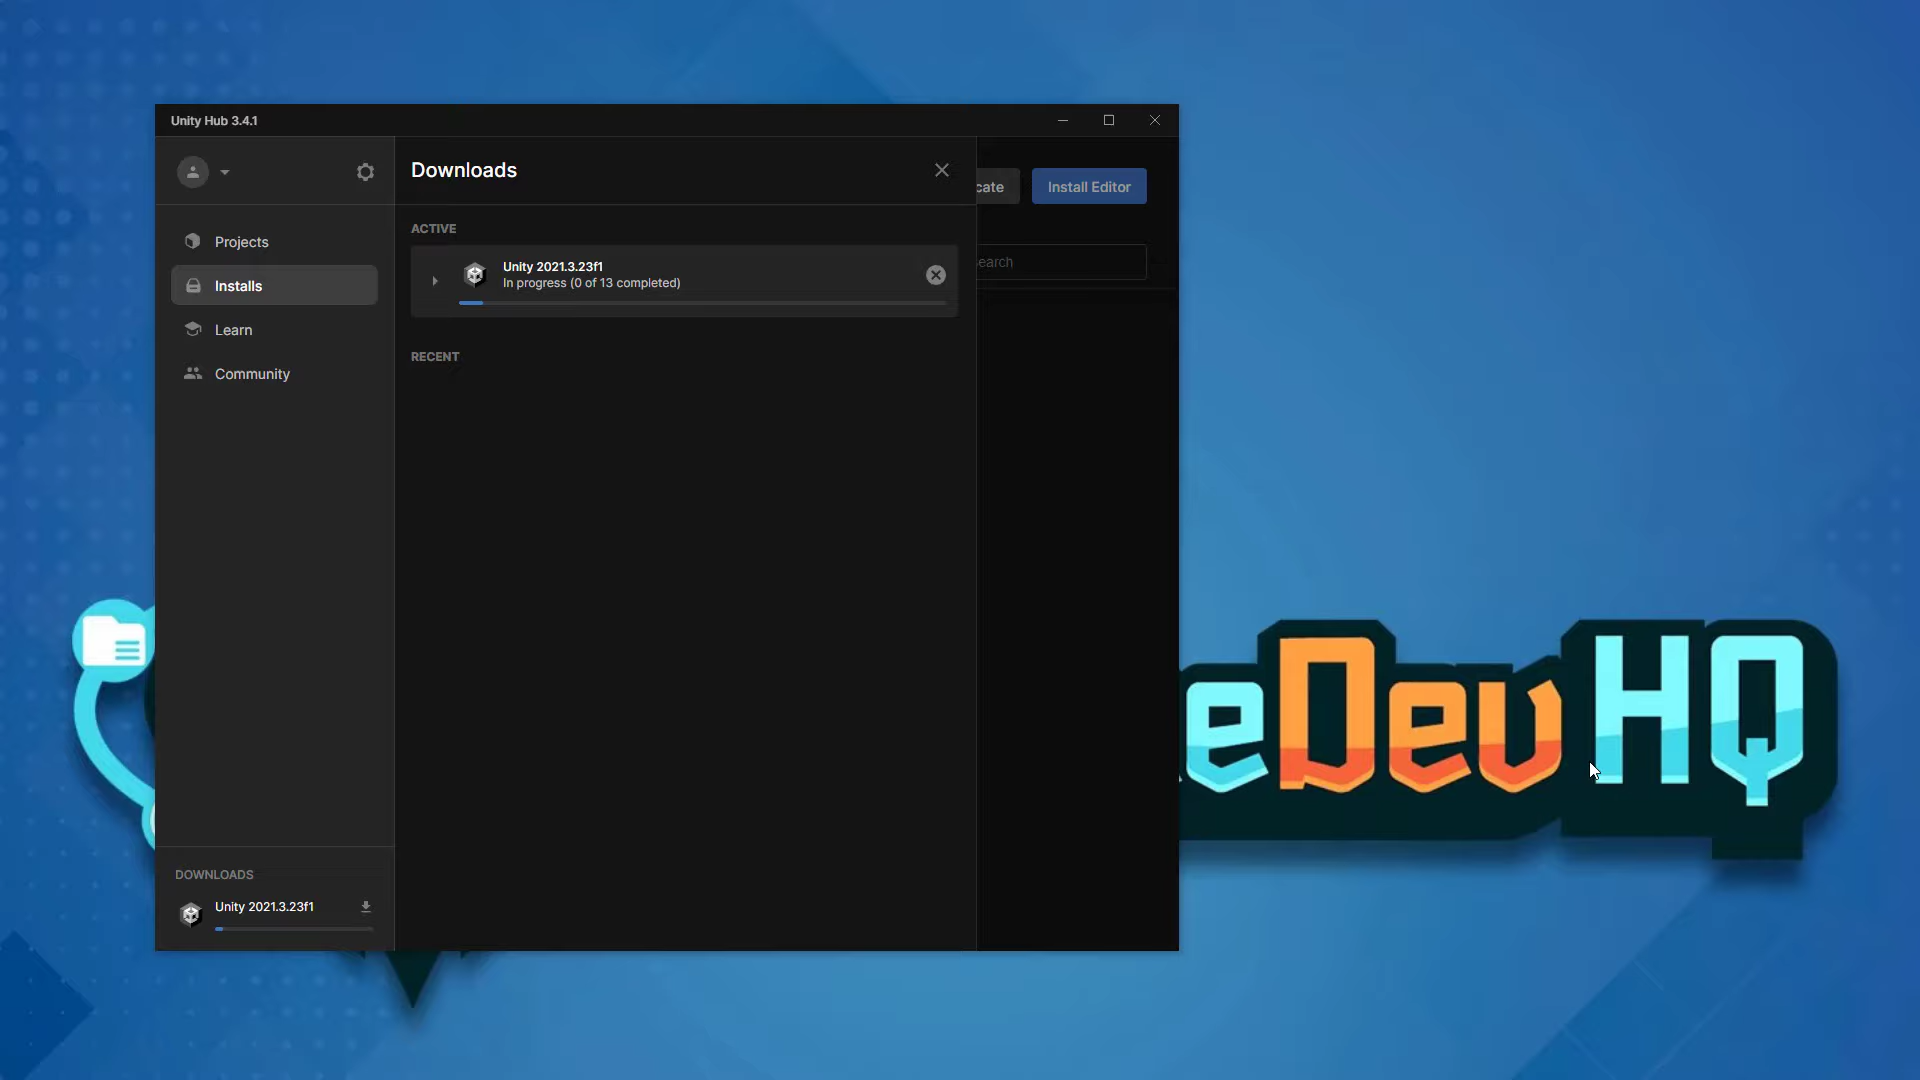 Unity Hub 3.4.1
Downloads
cate
Install Editor
Projects
ACTIVE
Unity 2021.3.23f1
In progress (0 of 13 completed)
earch
Installs
Learn
RECENT
Community
eDevHQ
DOWNLOADS
Unity 2021.3.23f1